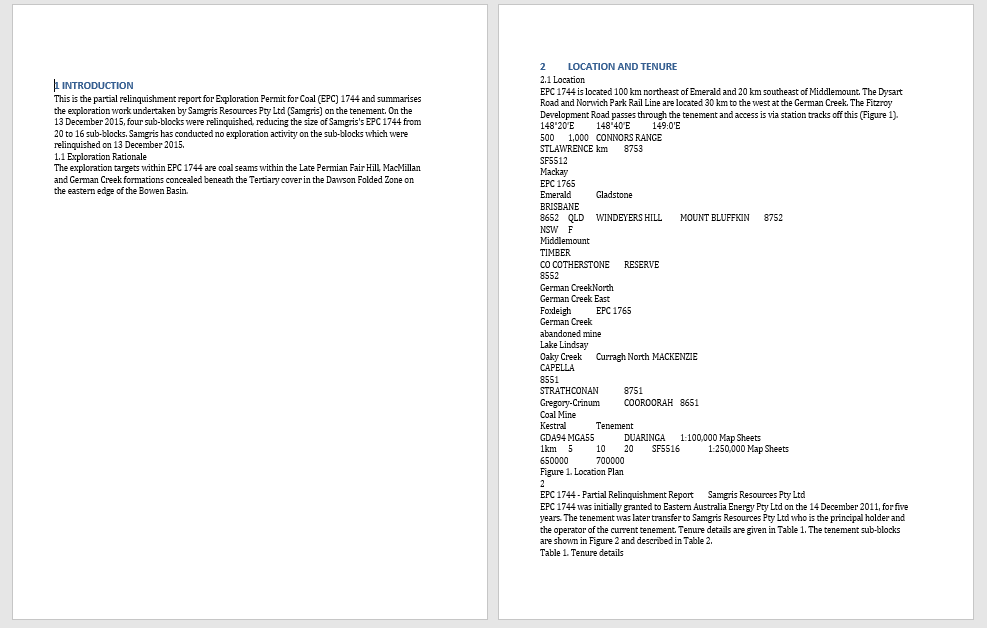 1 INTRODUCTION
This is the partial relinquishment report for Exploration Permit for Coal (EPC) 1744 and summarises
the exploration work undertaken by Samgris Resources Pty Ltd (Samgris) on the tenement. On the
13 December 2015, four sub-blocks were relinquished, reducing the size of Samgris's EPC 1744 from
20 to 16 sub-blocks. Samgris has conducted no exploration activity on the sub-blocks which were
relinquished on 13 December 2015.
1.1 Exploration Rationale
The exploration targets within EPC 1744 are coal seams within the Late Permian Fair Hill, MacMillan
and German Creek formations concealed beneath the Tertiary cover in the Dawson Folded Zone on
the eastern edge of the Bowen Basin.
2 LOCATION AND TENURE
2.1 Location
EPC 1744 is located 100 km northeast of Emerald and 20 km southeast of Middlemount. The Dysart
Road and Norwich Park Rail Line are located 30 km to the west at the German Creek. The Fitzroy
Development Road passes through the tenement and access is via station tracks off this (Figure 1).
148°20'E 148°40'E 149:0'E
500 1,000 CONNORS RANGE
STLAWRENCE km 8753
SF5512
Mackay
EPC 1765
Emerald Gladstone
BRISBANE
8652 QLD WINDEYERS HILL MOUNT BLUFFKIN 8752
NSW F
Middlemount
TIMBER
CO COTHERSTONE RESERVE
8552
German CreekNorth
German Creek East
Foxleigh EPC 1765
German Creek
abandoned mine
Lake Lindsay
Oaky Creek Curragh North MACKENZIE
CAPELLA
8551
STRATHCONAN 8751
Gregory-Crinum COOROORAH 8651
Coal Mine
Kestral Tenement
GDA94 MGA55 DUARINGA 1:100,000 Map Sheets
1km 5 10 20 SF5516 1:250,000 Map Sheets
650000 700000
Figure 1. Location Plan
2
EPC 1744 - Partial Relinquishment Report Samgris Resources Pty Ltd
EPC 1744 was initially granted to Eastern Australia Energy Pty Ltd on the 14 December 2011, for five
years. The tenement was later transfer to Samgris Resources Pty Ltd who is the principal holder and
the operator of the current tenement. Tenure details are given in Table 1. The tenement sub-blocks
are shown in Figure 2 and described in Table 2.
Table 1. Tenure details